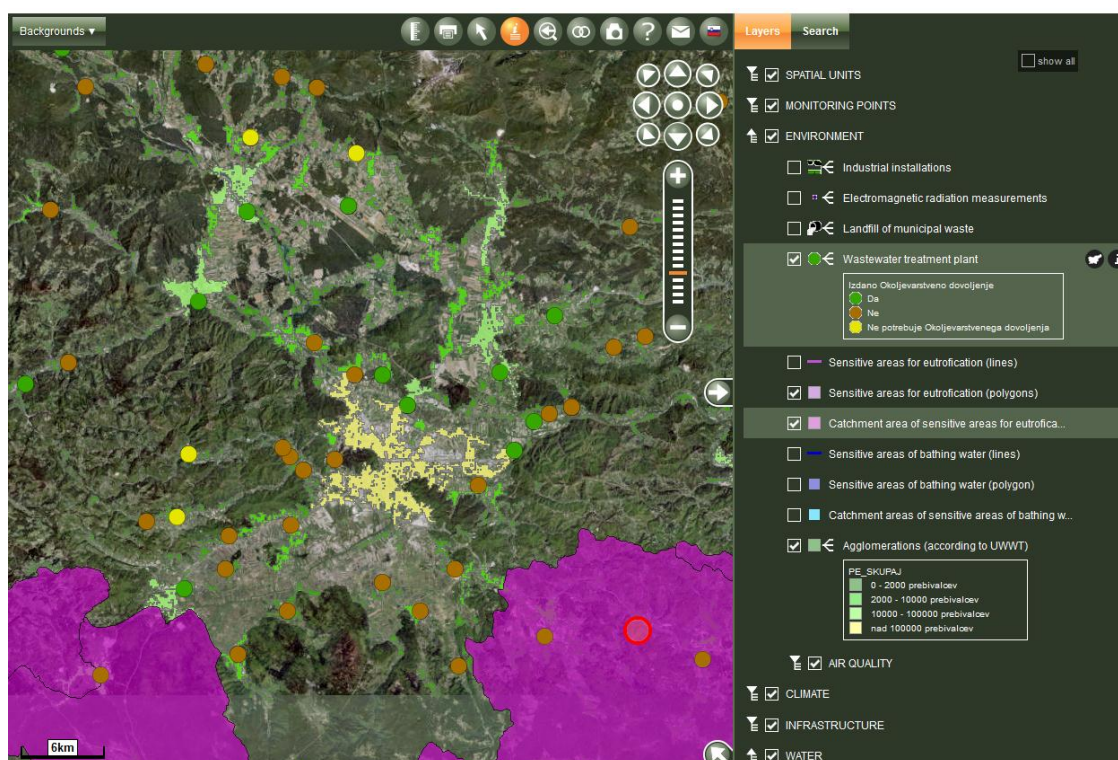 Backgrounds ▼
Layers
Search
show all
SPATIAL UNITS
MONITORING POINTS
ENVIRONMENT
Industrial installations
Electromagnetic radiation measurements
Landfill of municipal waste
Wastewater treatment plant
Izdano Okoljevarstveno dovoljenje
Da
Ne
Ne potrebuje Okoljevarstvenega dovoljenja
Sensitive areas for eutrofication (lines)
Sensitive areas for eutrofication (polygons)
Catchment area of sensitive areas for eutrofica...
Sensitive areas of bathing water (lines)
Sensitive areas of bathing water (polygon)
Catchment areas of sensitive areas of bathing w...
Agglomerations (according to UWWT)
PE_SKUPAJ
0 - 2000 prebivalcev
2000 - 10000 prebivalcev
10000 - 100000 prebivalcev
nad 100000 prebivalcev
AIR QUALITY
CLIMATE
INFRASTRUCTURE
WATER
6km